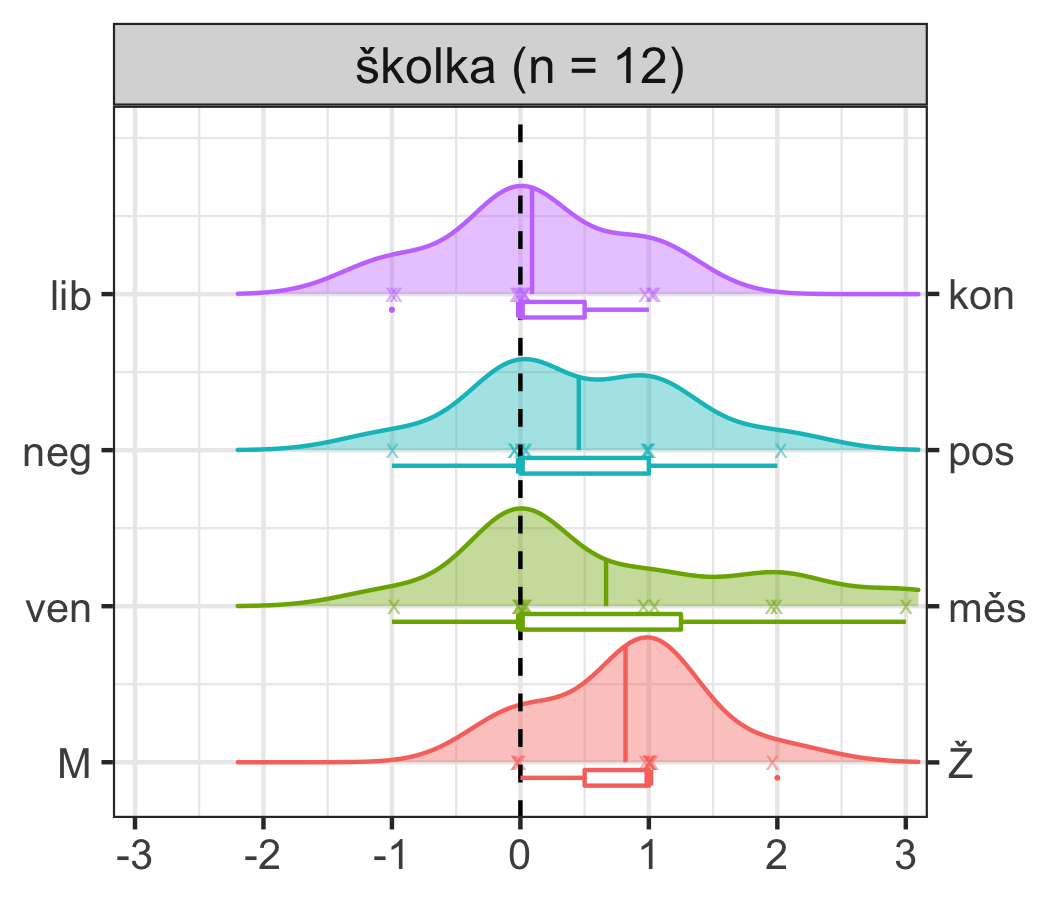 školka (n = 12)
lib kon
neg pos
ven měs
M Ž
-3 -2 -1 0 1 2 3